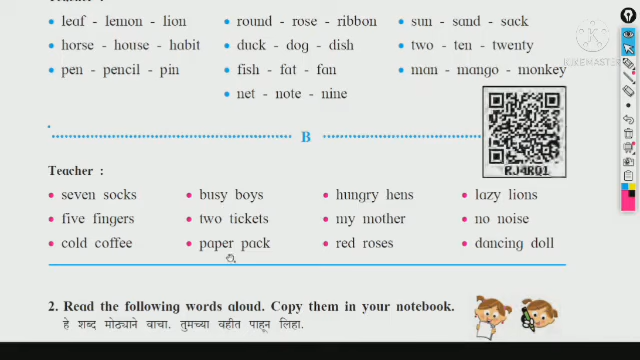 Teacher :
• leaf - lemon - lion • round - rose - ribbon • sun - sand - sack
• horse - house - habit • duck - dog - dish • two - ten - twenty
• pen - pencil - pin • fish - fat - fan • man - mango - monkey
• net - note - nine
B
RJ4RQ1
Teacher :
• seven socks • busy boys • hungry hens • lazy lions
• five fingers • two tickets • my mother • no noise
• cold coffee • paper pack • red roses • dancing doll
2. Read the following words aloud. Copy them in your notebook.
हे शब्द मोठ्याने वाचा. तुमच्या वहीत पाहून लिहा.
KINEMASTER